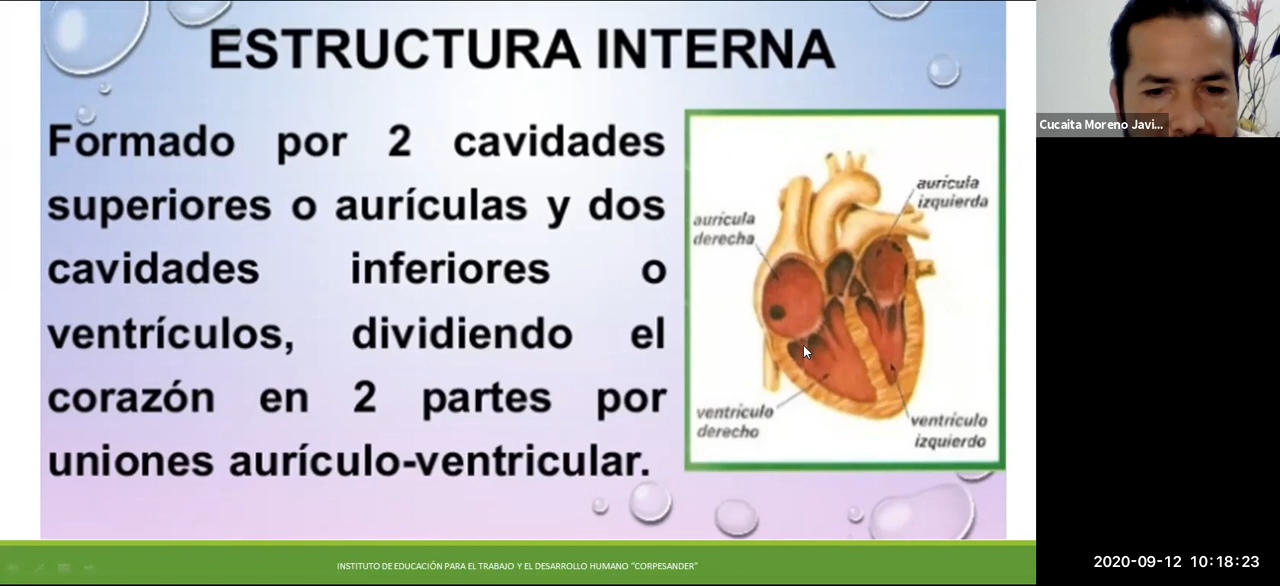 ESTRUCTURA INTERNA
Formado por 2 cavidades
superiores o aurículas y dos
cavidades inferiores o
ventrículos, dividiendo el
corazón en 2 partes por
uniones aurículo-ventricular.
aurícula
izquierda
aurícula
derecha
ventrículo
derecho
ventrículo
izquierdo
INSTITUTO DE EDUCACIÓN PARA EL TRABAJO Y EL DESARROLLO HUMANO "CORPESANDER"
Cucaita Moreno Javi...
2020-09-12 10:18:23